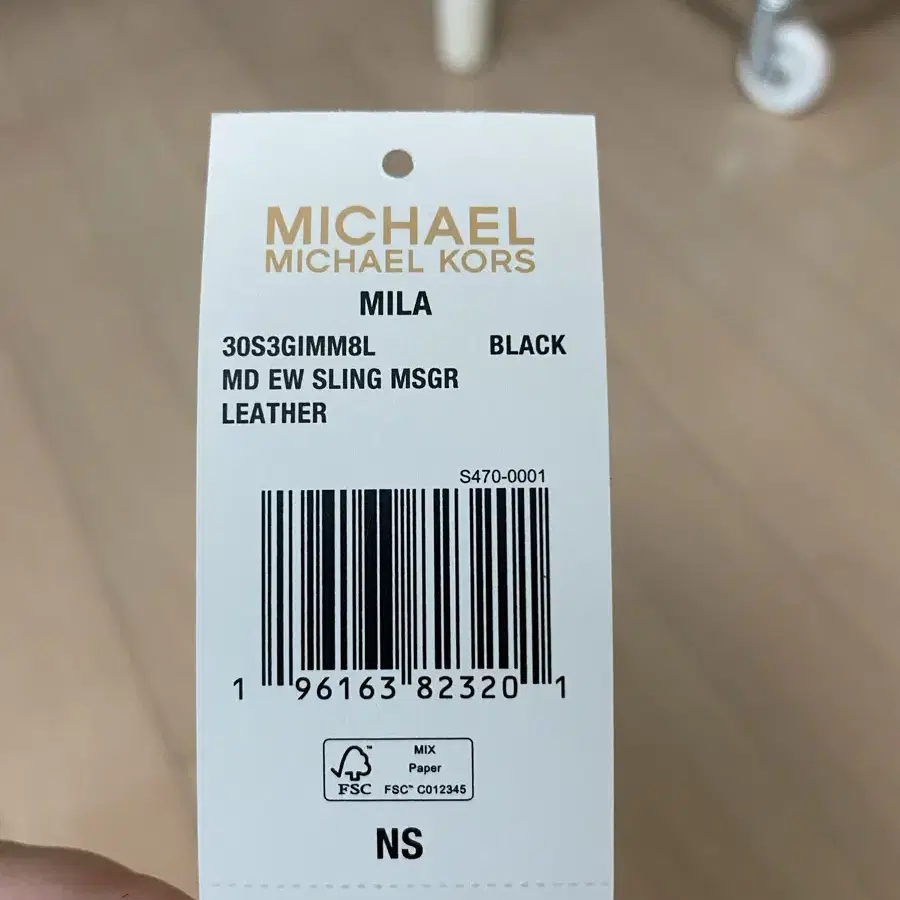 MICHAEL
MICHAEL KORS
MILA
30S3GIMM8L BLACK
MD EW SLING MSGR
LEATHER
S470-0001
1 96163 82320 1
FSC™
MIX
Paper
FSC™ C012345
NS